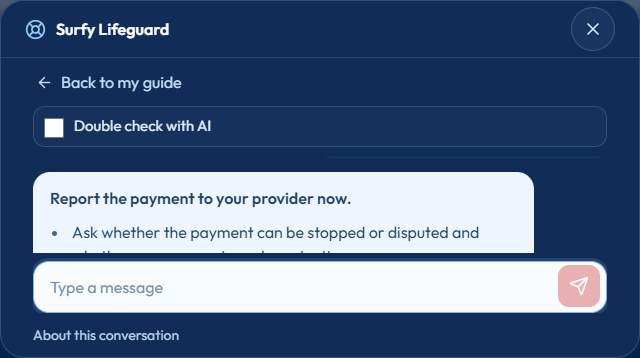 Surfy Lifeguard
Back to my guide
Double check with AI
Report the payment to your provider now.
• Ask whether the payment can be stopped or disputed and
Type a message
About this conversation